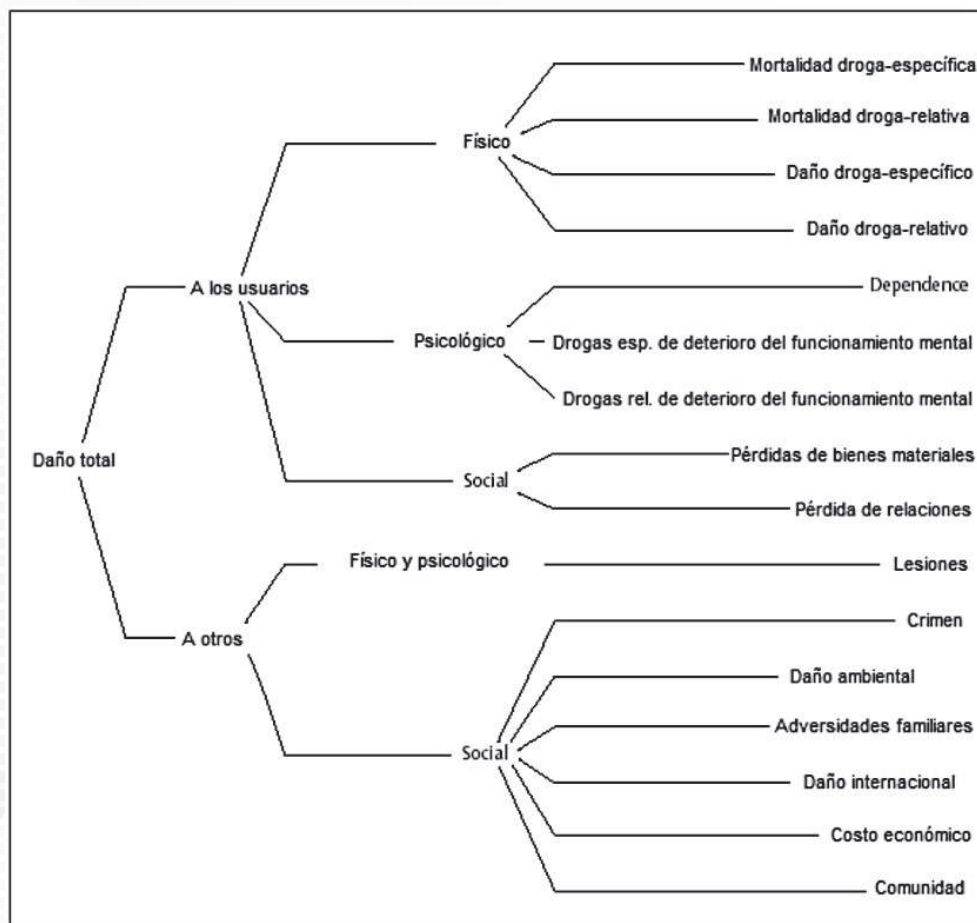 Mortalidad droga-específica
Mortalidad droga-relativa
Físico
Daño droga-específico
Daño droga-relativo
A los usuarios
Dependence
Psicológico
Drogas esp. de deterioro del funcionamiento mental
Drogas rel. de deterioro del funcionamiento mental
Daño total
Pérdidas de bienes materiales
Social
Pérdida de relaciones
Físico y psicológico
Lesiones
A otros
Crimen
Daño ambiental
Adversidades familiares
Social
Daño internacional
Costo económico
Comunidad